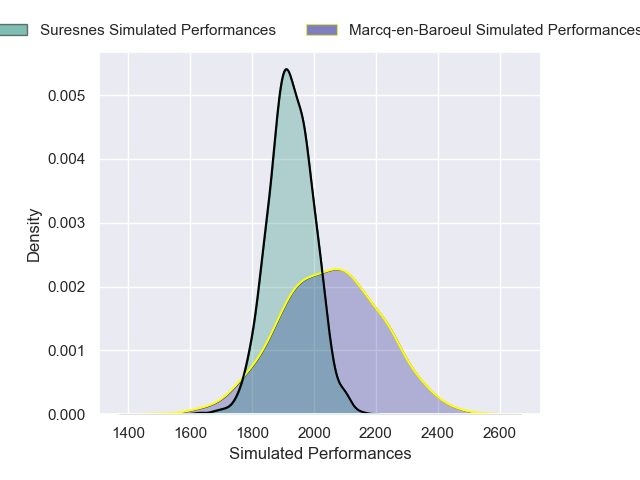 Suresnes Simulated Performances
Marcq-en-Baroeul Simulated Performances
0.005
0.004
0.003
0.002
0.001
0.000
Density
1400 1600 1800 2000 2200 2400 2600
Simulated Performances